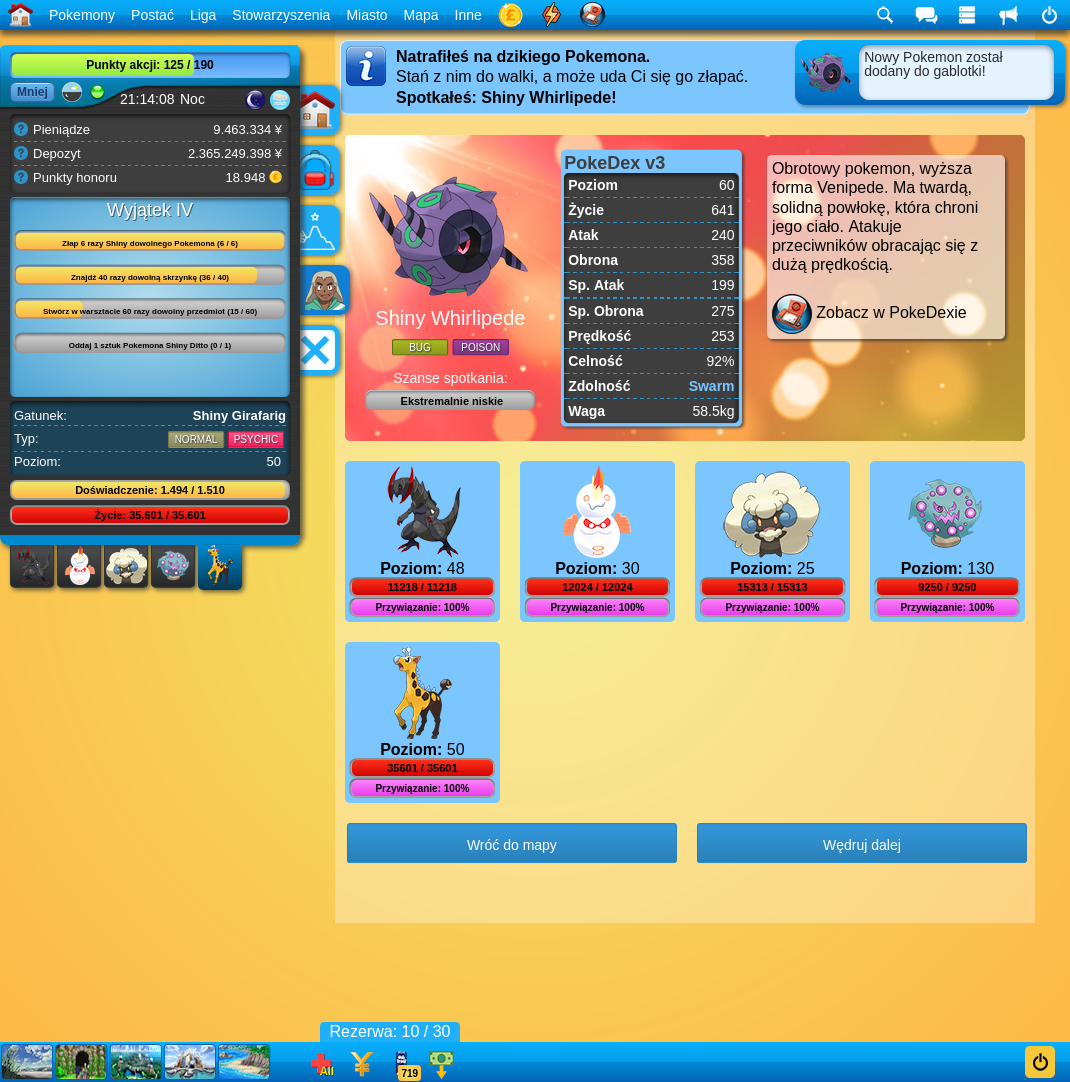 Pokemony Postać Liga Stowarzyszenia Miasto Mapa Inne
Punkty akcji: 125 / 190
Mniej
21:14:08 Noc
Pieniądze 9.463.334 ¥
Depozyt 2.365.249.398 ¥
Punkty honoru 18.948
Wyjątek IV
Złap 6 razy Shiny dowolnego Pokemona (6 / 6)
Znajdź 40 razy dowolną skrzynkę (36 / 40)
Stwórz w warsztacie 60 razy dowolny przedmiot (15 / 60)
Oddaj 1 sztuk Pokemona Shiny Ditto (0 / 1)
Gatunek: Shiny Girafarig
Typ: NORMAL PSYCHIC
Poziom: 50
Doświadczenie: 1.494 / 1.510
Życie: 35.601 / 35.601
Natrafiłeś na dzikiego Pokemona.
Stań z nim do walki, a może uda Ci się go złapać.
Spotkałeś: Shiny Whirlipede!
Nowy Pokemon został
dodany do gablotki!
Shiny Whirlipede
BUG POISON
Szanse spotkania:
Ekstremalnie niskie
PokeDex v3
Poziom 60
Życie 641
Atak 240
Obrona 358
Sp. Atak 199
Sp. Obrona 275
Prędkość 253
Celność 92%
Zdolność Swarm
Waga 58.5kg
Obrotowy pokemon, wyższa
forma Venipede. Ma twardą,
solidną powłokę, która chroni
jego ciało. Atakuje
przeciwników obracając się z
dużą prędkością.
Zobacz w PokeDexie
Poziom: 48
11218 / 11218
Przywiązanie: 100%
Poziom: 30
12024 / 12024
Przywiązanie: 100%
Poziom: 25
15313 / 15313
Przywiązanie: 100%
Poziom: 130
9250 / 9250
Przywiązanie: 100%
Poziom: 50
35601 / 35601
Przywiązanie: 100%
Wróć do mapy
Wędruj dalej
Rezerwa: 10 / 30
All
719